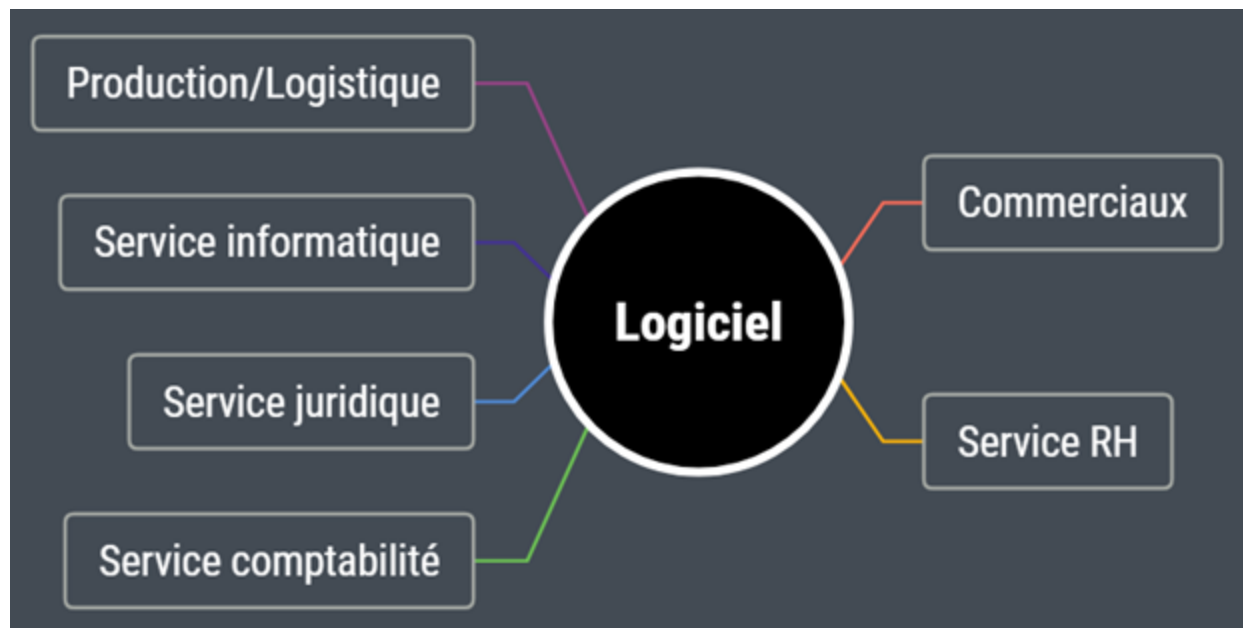 Production/Logistique
Service informatique
Service juridique
Service comptabilité
Logiciel
Commerciaux
Service RH